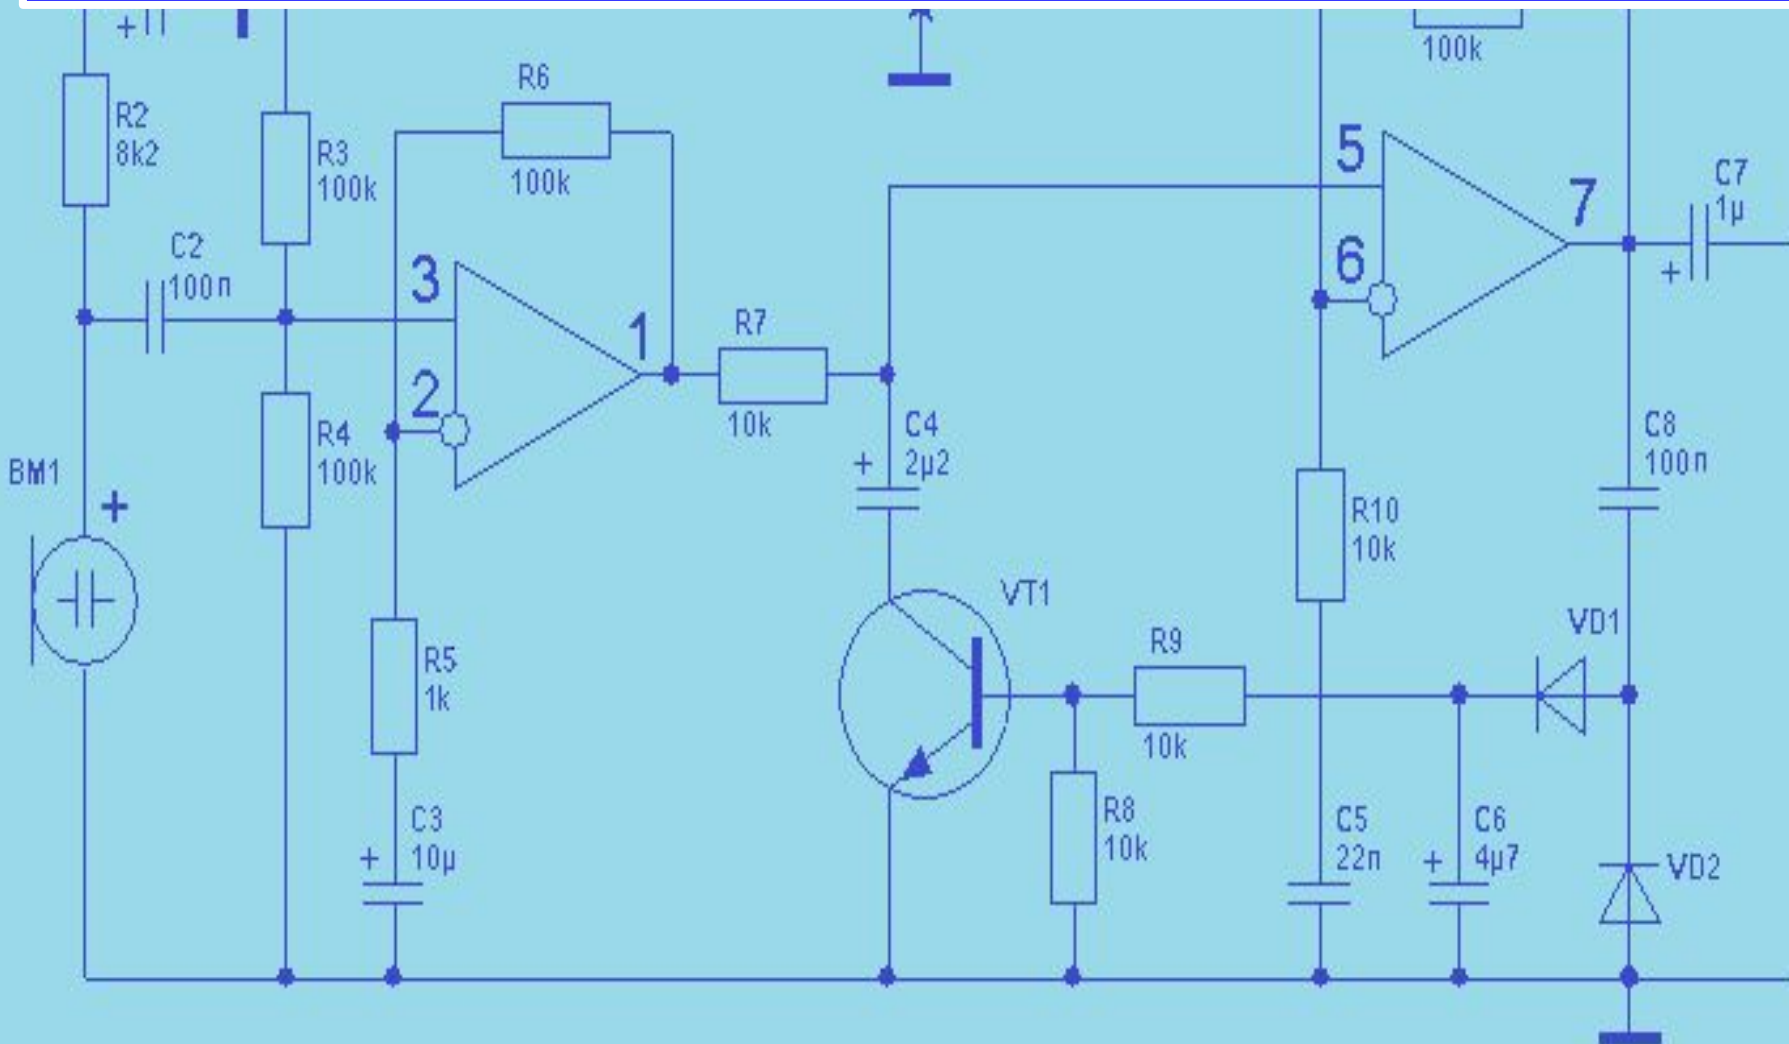 +
R2
8k2
R3
100k
R6
100k
100k
C2
100n
3
2
1
R7
10k
5
6
7
C7
1µ
+
R4
100k
BM1
+
C4
2µ2
+
C8
100n
R10
10k
R5
1k
VT1
R9
10k
VD1
C3
10µ
+
R8
10k
C5
22n
C6
4µ7
+
VD2